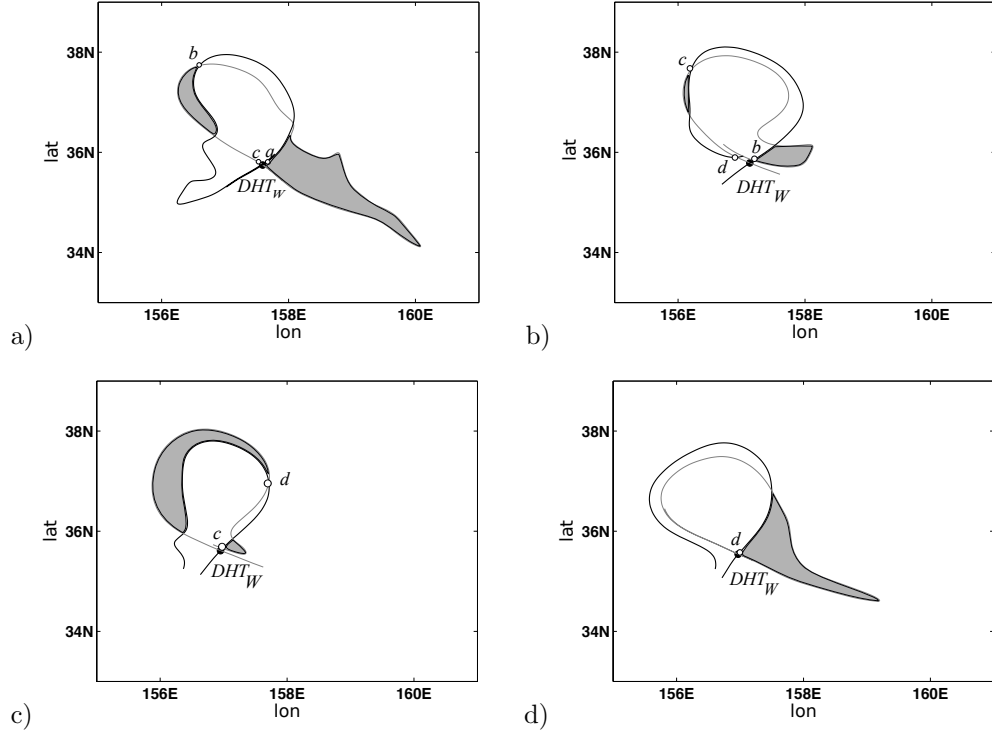 38N
36N
34N
lat
156E 158E 160E
lon
b
c a
DHT_W
a)
38N
36N
34N
lat
156E 158E 160E
lon
c
d b
DHT_W
b)
38N
36N
34N
lat
156E 158E 160E
lon
d
c
DHT_W
c)
38N
36N
34N
lat
156E 158E 160E
lon
d
DHT_W
d)